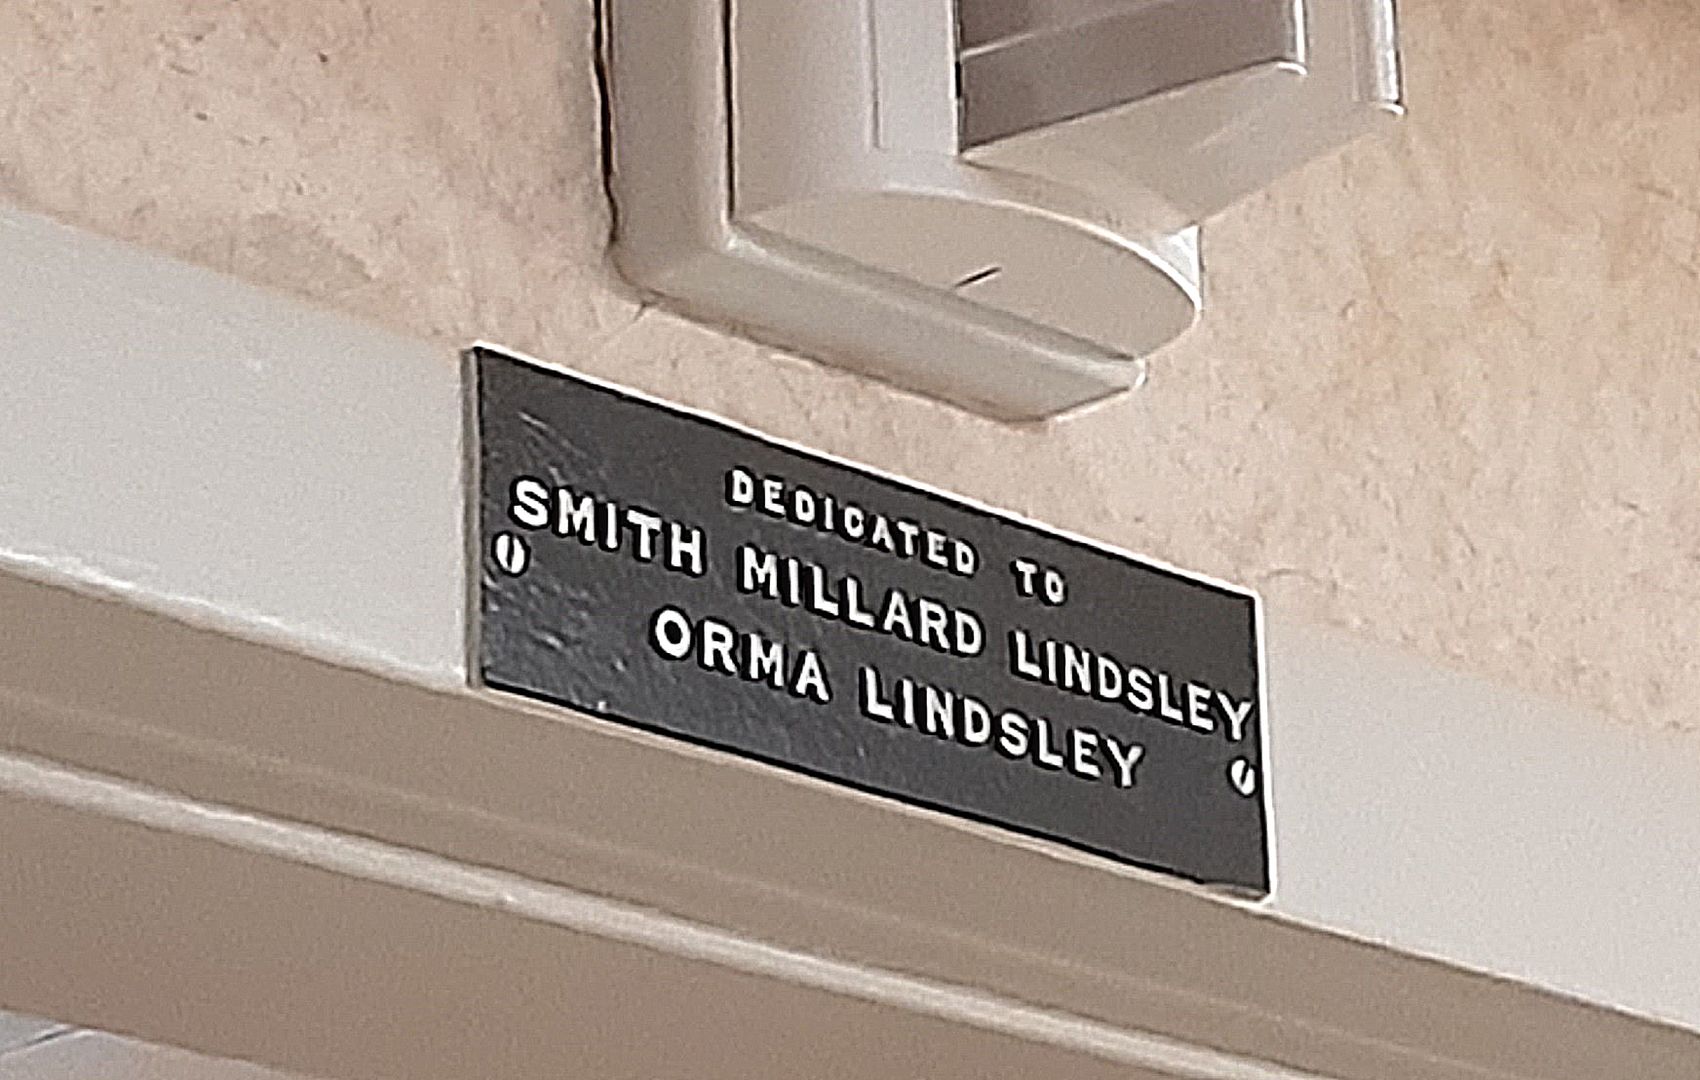 DEDICATED TO
SMITH MILLARD LINDSLEY
ORMA LINDSLEY